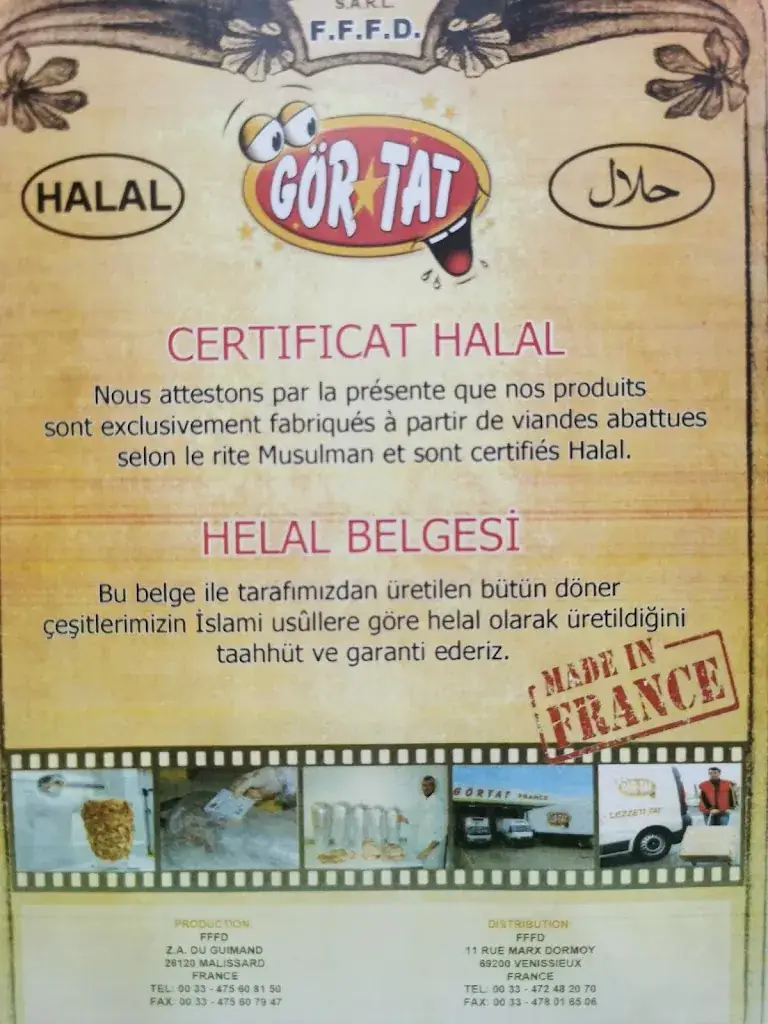 S.A.R.L.
F.F.F.D.
HALAL
GÖR TAT
حلال
CERTIFICAT HALAL
Nous attestons par la présente que nos produits
sont exclusivement fabriqués à partir de viandes abattues
selon le rite Musulman et sont certifiés Halal.
HELAL BELGESİ
Bu belge ile tarafımızdan üretilen bütün döner
çeşitlerimizin İslami usûllere göre helal olarak üretildiğini
taahhüt ve garanti ederiz.
MADE IN
FRANCE
GÖRTAT FRANCE
LEZZETİ TAT
PRODUCTION
FFFD
Z.A. DU GUIMAND
26120 MALISSARD
FRANCE
TEL: 00 33 - 475 60 81 50
FAX: 00 33 - 475 60 79 47
DISTRIBUTION
FFFD
11 RUE MARX DORMOY
69200 VENISSIEUX
FRANCE
TEL: 00 33 - 472 48 20 70
FAX: 00 33 - 478 01 65 06